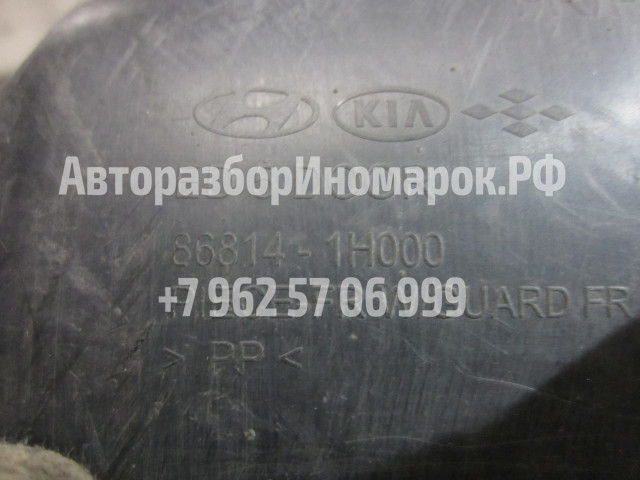 KIA
АвторазборИномарок.РФ
86814 - 1H000
+7 962 57 06 999
GUARD FR
> PP <